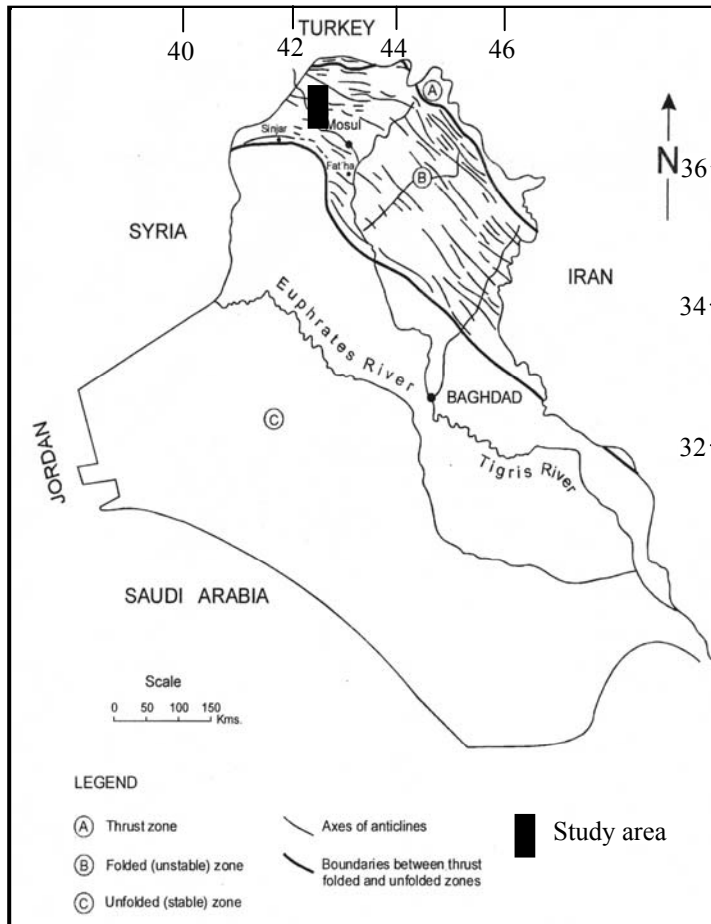 TURKEY
40 42 44 46
A
N
Sinjar
Mosul
Fat'ha
B
36
SYRIA
IRAN
34
Euphrates River
BAGHDAD
C
32
Tigris River
JORDAN
SAUDI ARABIA
Scale
0 50 100 150
Kms.
LEGEND
A Thrust zone
B Folded (unstable) zone
C Unfolded (stable) zone
Axes of anticlines
Boundaries between thrust
folded and unfolded zones
Study area